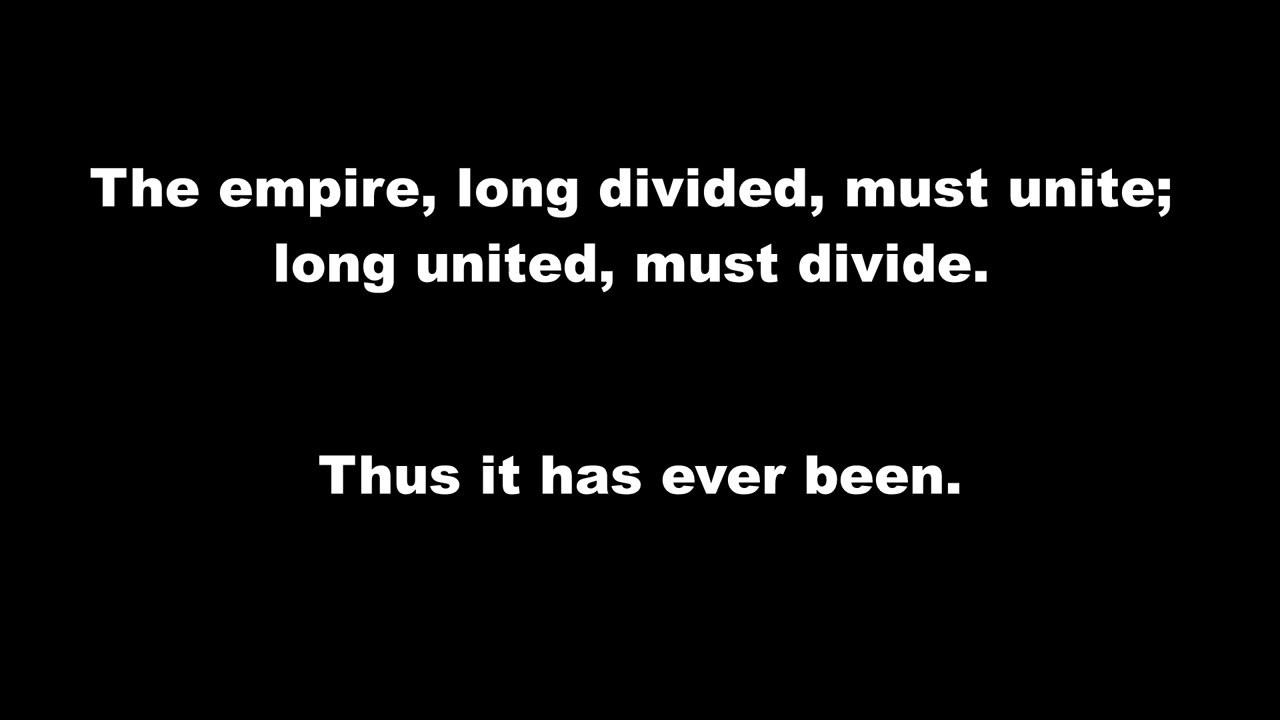 The empire, long divided, must unite;
long united, must divide.
Thus it has ever been.